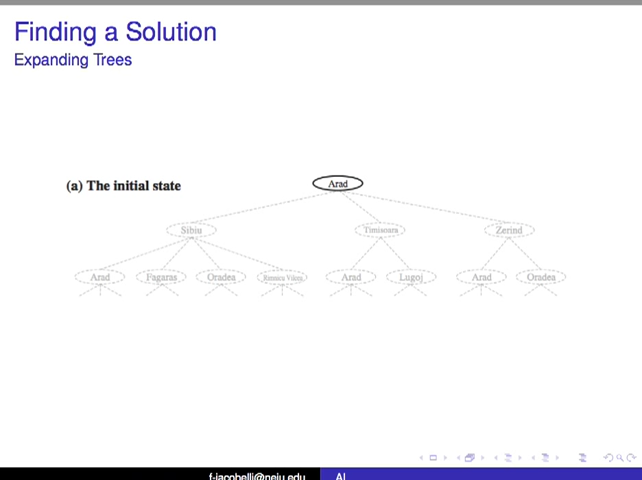 Finding a Solution
Expanding Trees
(a) The initial state
Arad
Sibiu Timisoara Zerind
Arad Fagaras Oradea Rimnicu Vilcea Arad Lugoj Arad Oradea
f-iacobelli@neiu.edu AI